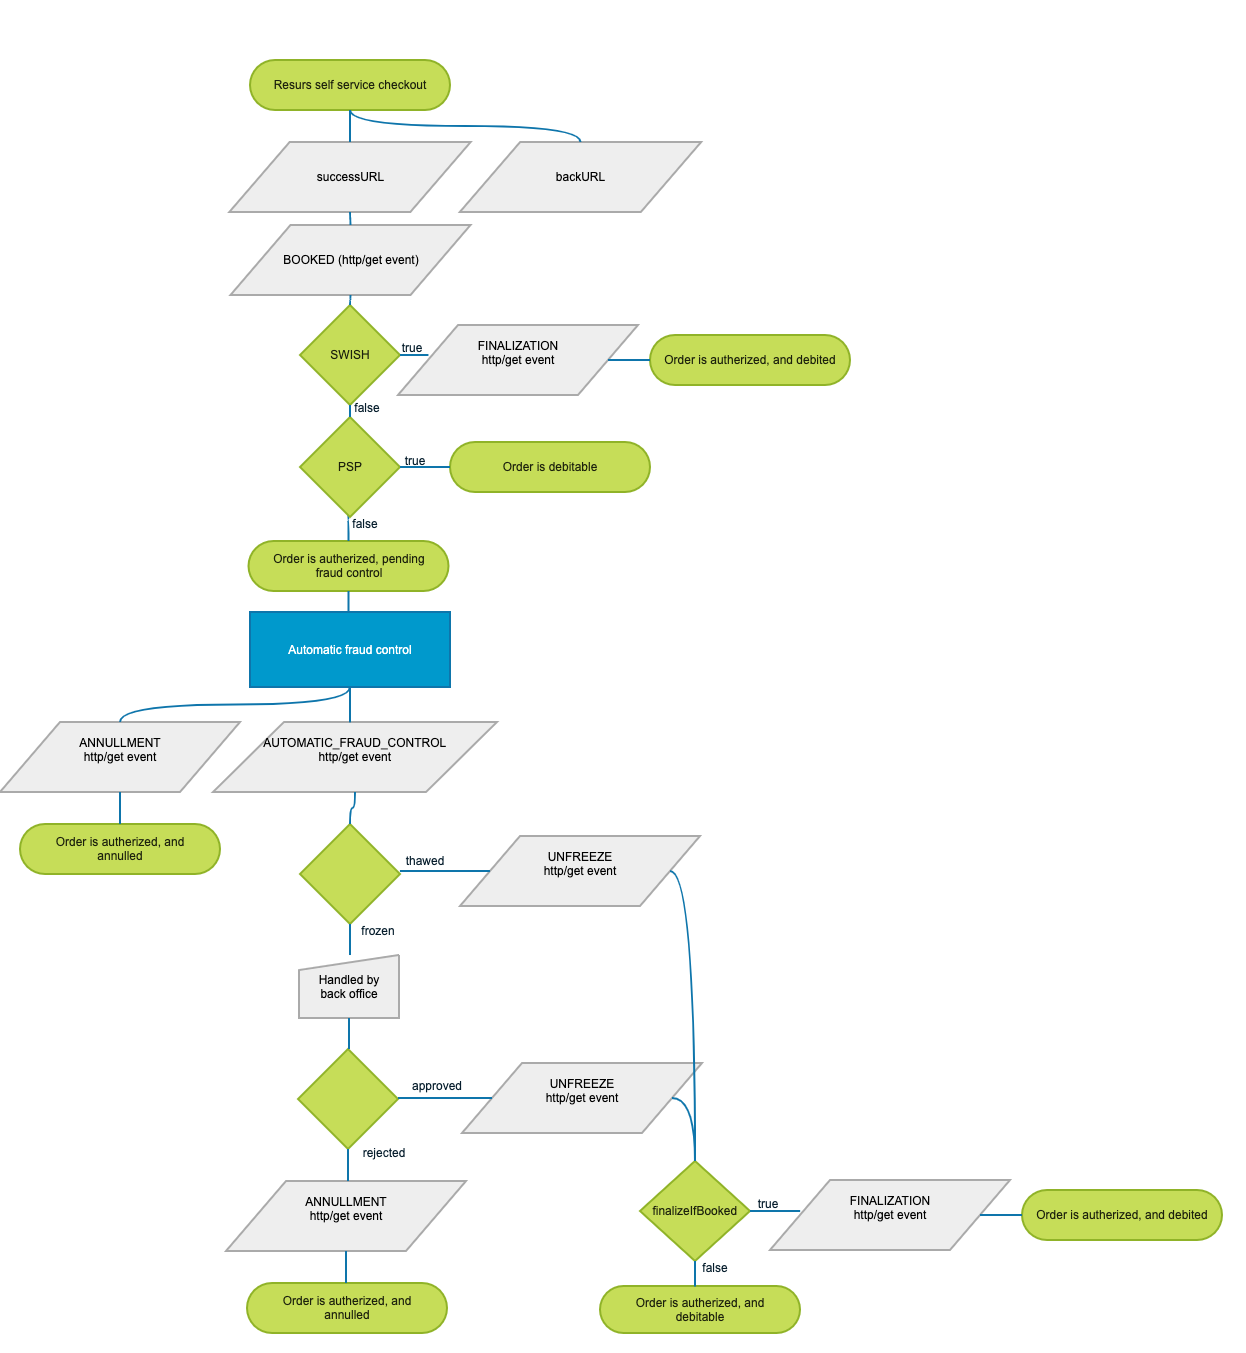 Resurs self service checkout
successURL
backURL
BOOKED (http/get event)
SWISH
true
FINALIZATION
http/get event
Order is autherized, and debited
false
PSP
true
Order is debitable
false
Order is autherized, pending
fraud control
Automatic fraud control
ANNULLMENT
http/get event
AUTOMATIC_FRAUD_CONTROL
http/get event
Order is autherized, and
annulled
thawed
UNFREEZE
http/get event
frozen
Handled by
back office
approved
UNFREEZE
http/get event
rejected
ANNULLMENT
http/get event
finalizeIfBooked
true
FINALIZATION
http/get event
Order is autherized, and debited
false
Order is autherized, and
annulled
Order is autherized, and
debitable